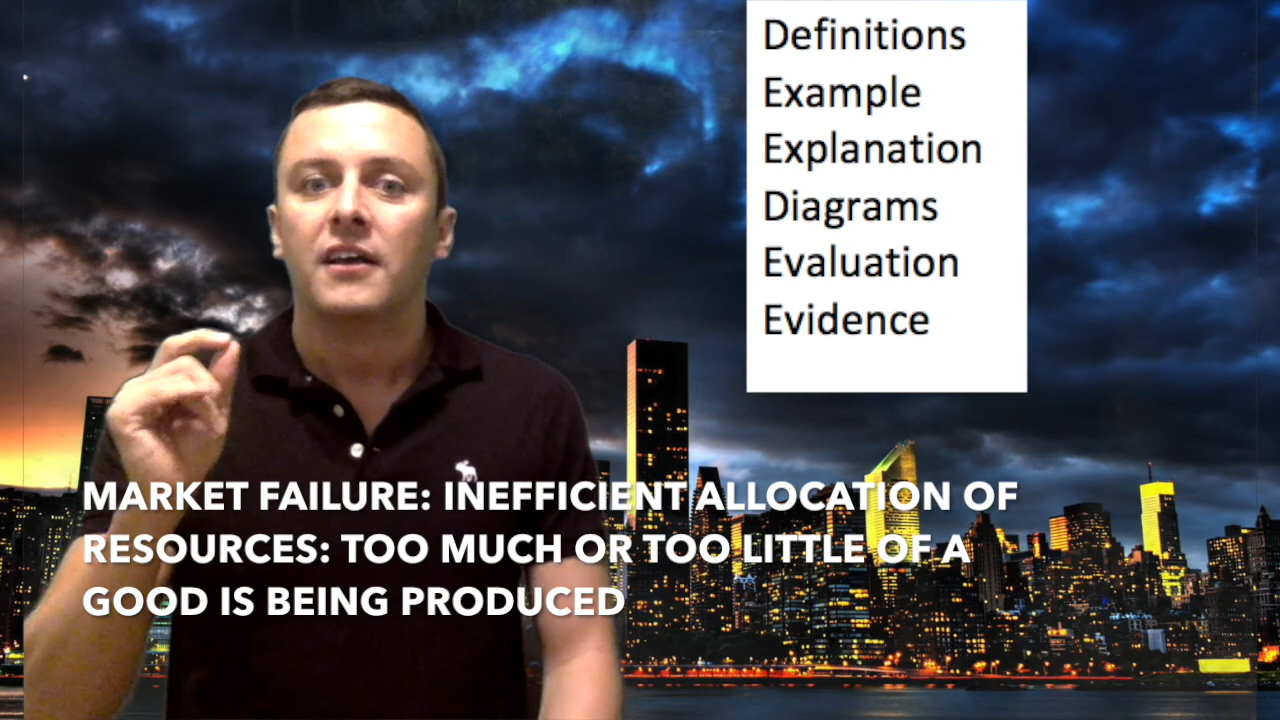 Definitions
Example
Explanation
Diagrams
Evaluation
Evidence
MARKET FAILURE: INEFFICIENT ALLOCATION OF
RESOURCES: TOO MUCH OR TOO LITTLE OF A
GOOD IS BEING PRODUCED